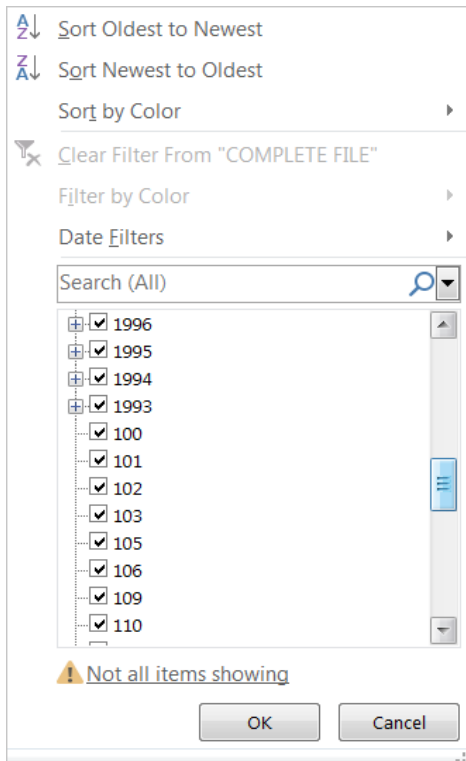 Sort Oldest to Newest
Sort Newest to Oldest
Sort by Color
Clear Filter From "COMPLETE FILE"
Filter by Color
Date Filters
Search (All)
1996
1995
1994
1993
100
101
102
103
105
106
109
110
Not all items showing
OK Cancel